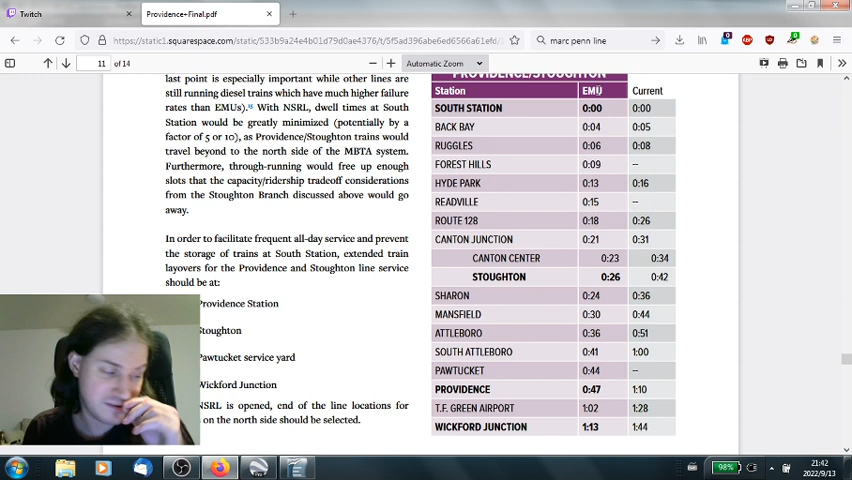 Twitch
Providence+Final.pdf
https://static1.squarespace.com/static/533b9a24e4b01d79d0ae4376/t/5f5ad396abe6ed6566a61efd/
marc penn line
11 of 14
Automatic Zoom
last point is especially important while other lines are
still running diesel trains which have much higher failure
rates than EMUs). With NSRL, dwell times at South
Station would be greatly minimized (potentially by a
factor of 5 or 10), as Providence/Stoughton trains would
travel beyond to the north side of the MBTA system.
Furthermore, through-running would free up enough
slots that the capacity/ridership tradeoff considerations
from the Stoughton Branch discussed above would go
away.
In order to facilitate frequent all-day service and prevent
the storage of trains at South Station, extended train
layovers for the Providence and Stoughton line service
should be at:
Providence Station
Stoughton
Pawtucket service yard
Wickford Junction
NSRL is opened, end of the line locations for
on the north side should be selected.
PROVIDENCE/STOUGHTON
Station EMU Current
SOUTH STATION 0:00 0:00
BACK BAY 0:04 0:05
RUGGLES 0:06 0:08
FOREST HILLS 0:09 --
HYDE PARK 0:13 0:16
READVILLE 0:15 --
ROUTE 128 0:18 0:26
CANTON JUNCTION 0:21 0:31
CANTON CENTER 0:23 0:34
STOUGHTON 0:26 0:42
SHARON 0:24 0:36
MANSFIELD 0:30 0:44
ATTLEBORO 0:36 0:51
SOUTH ATTLEBORO 0:41 1:00
PAWTUCKET 0:44 --
PROVIDENCE 0:47 1:10
T.F. GREEN AIRPORT 1:02 1:28
WICKFORD JUNCTION 1:13 1:44
98%
21:42
2022/9/13